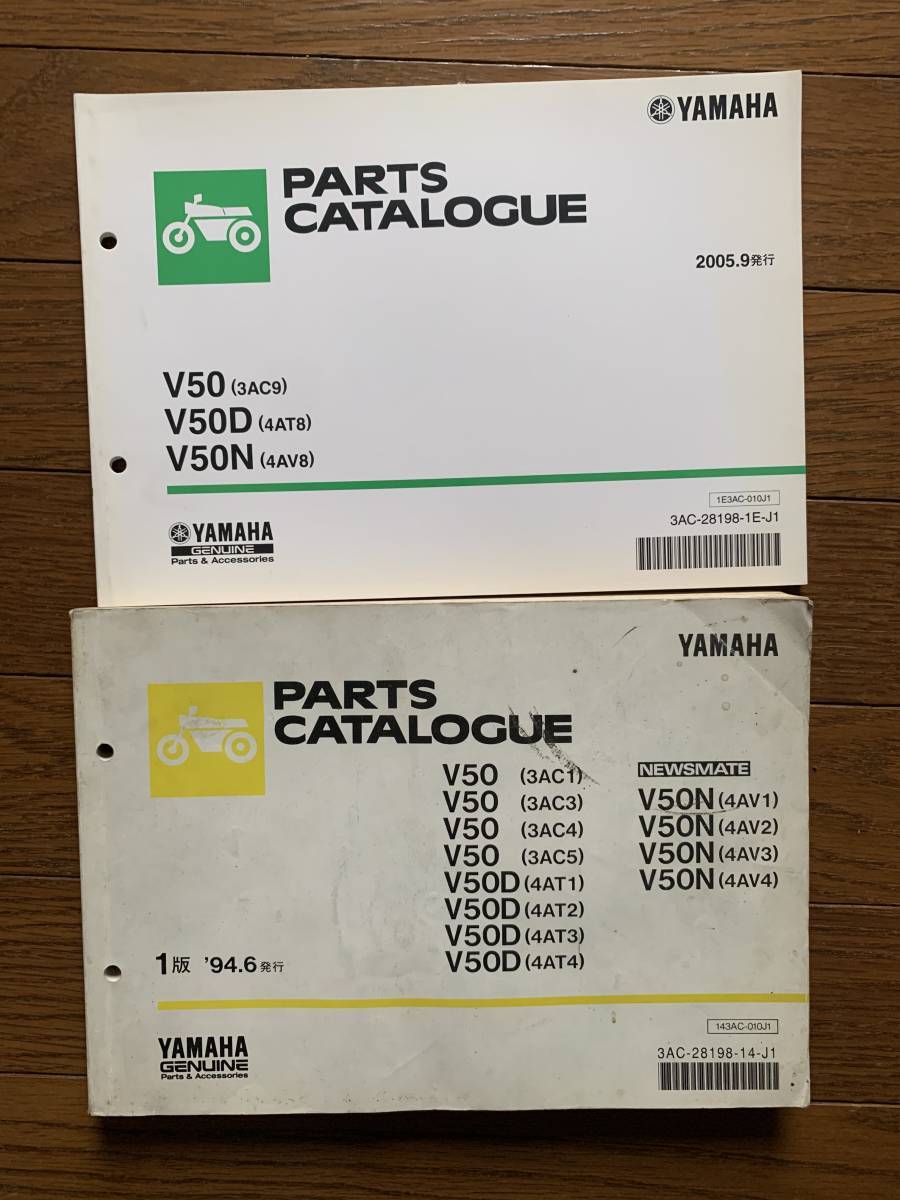 YAMAHA
PARTS
CATALOGUE
2005.9発行
V50 (3AC9)
V50D (4AT8)
V50N (4AV8)
1E3AC-010J1
3AC-28198-1E-J1
YAMAHA
GENUINE
Parts & Accessories
YAMAHA
PARTS
CATALOGUE
V50 (3AC1)
V50 (3AC3)
V50 (3AC4)
V50 (3AC5)
V50D (4AT1)
V50D (4AT2)
V50D (4AT3)
V50D (4AT4)
NEWSMATE
V50N (4AV1)
V50N (4AV2)
V50N (4AV3)
V50N (4AV4)
1版 '94.6発行
143AC-010J1
3AC-28198-14-J1
YAMAHA
GENUINE
Parts & Accessories